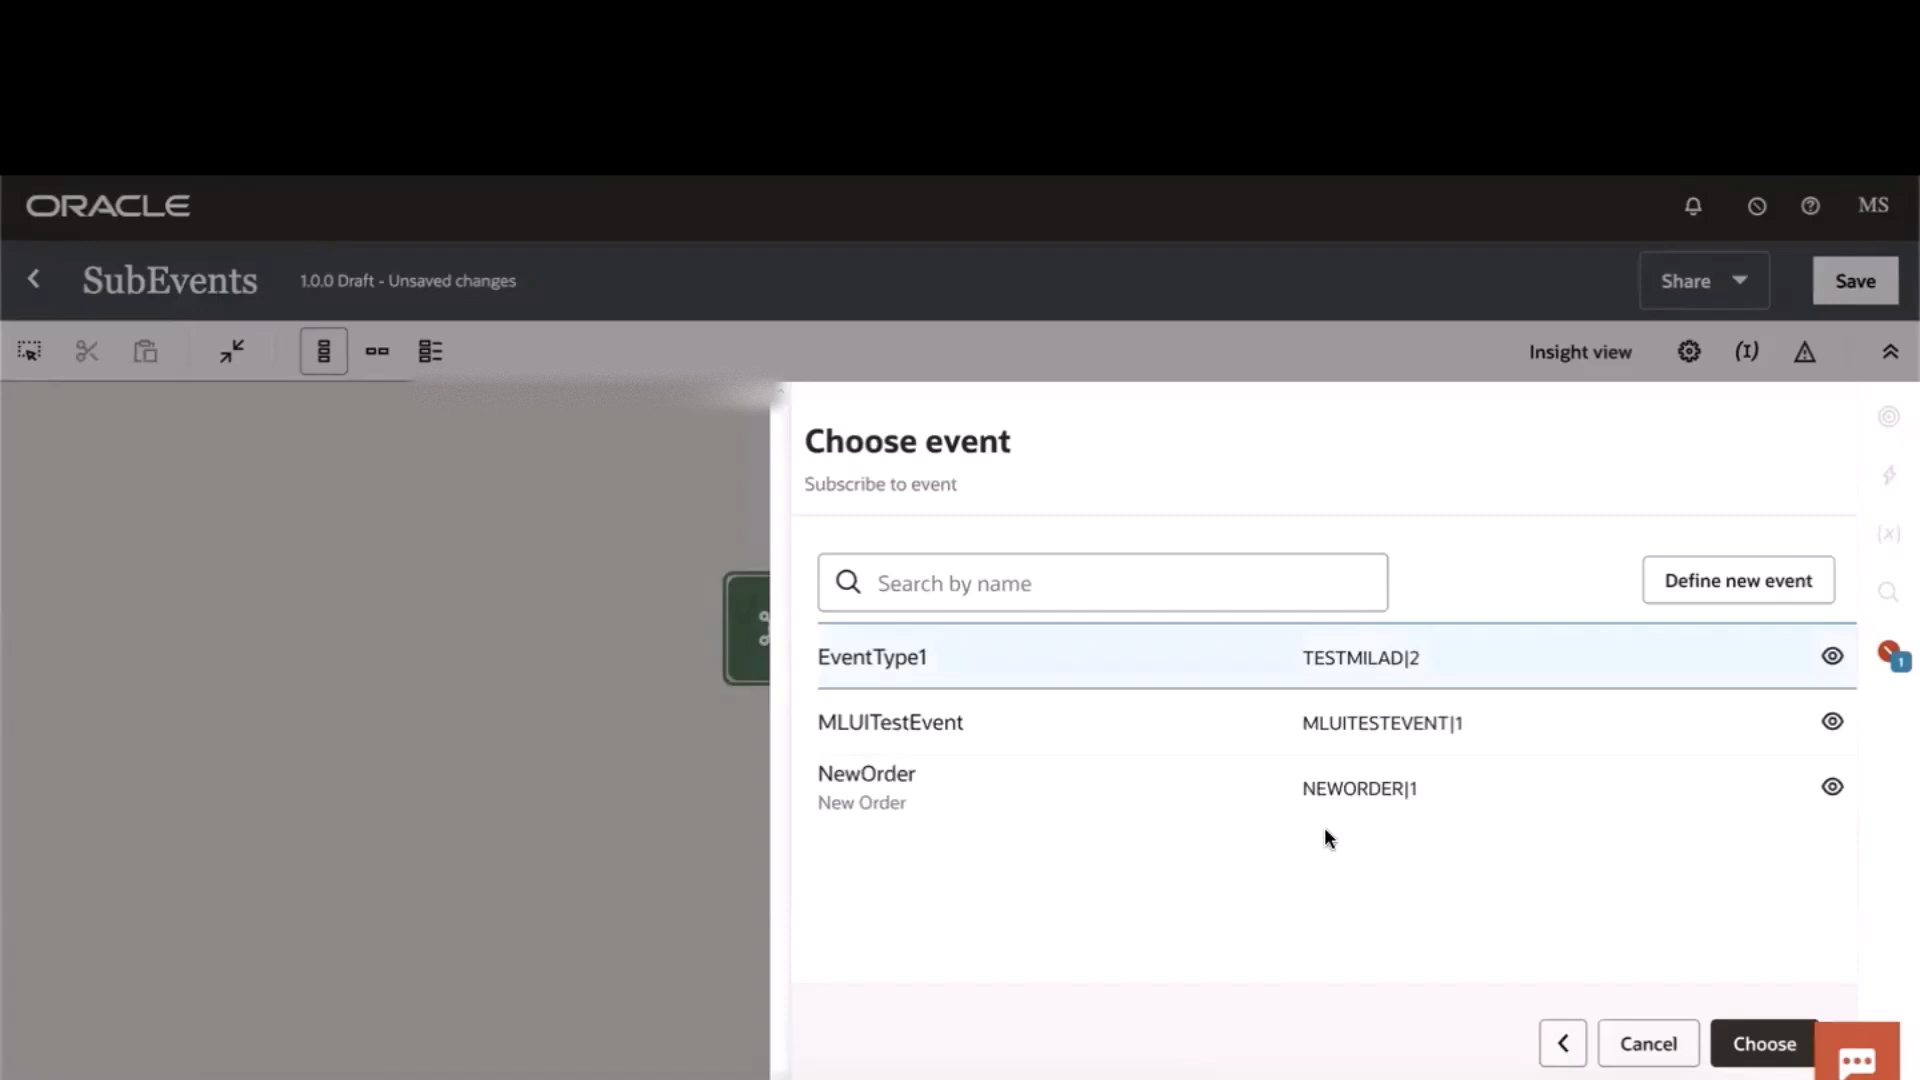 ORACLE
MS
SubEvents 1.0.0 Draft - Unsaved changes
Share
Save
Insight view
Choose event
Subscribe to event
Search by name
Define new event
EventType1 TESTMILAD|2
1
MLUITestEvent MLUITESTEVENT|1
NewOrder NEWORDER|1
New Order
Cancel
Choose